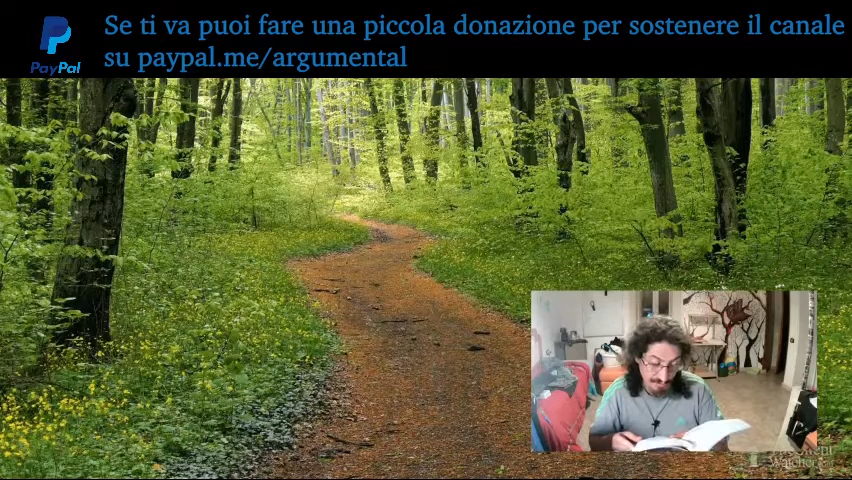 Se ti va puoi fare una piccola donazione per sostenere il canale
su paypal.me/argumental
PayPal